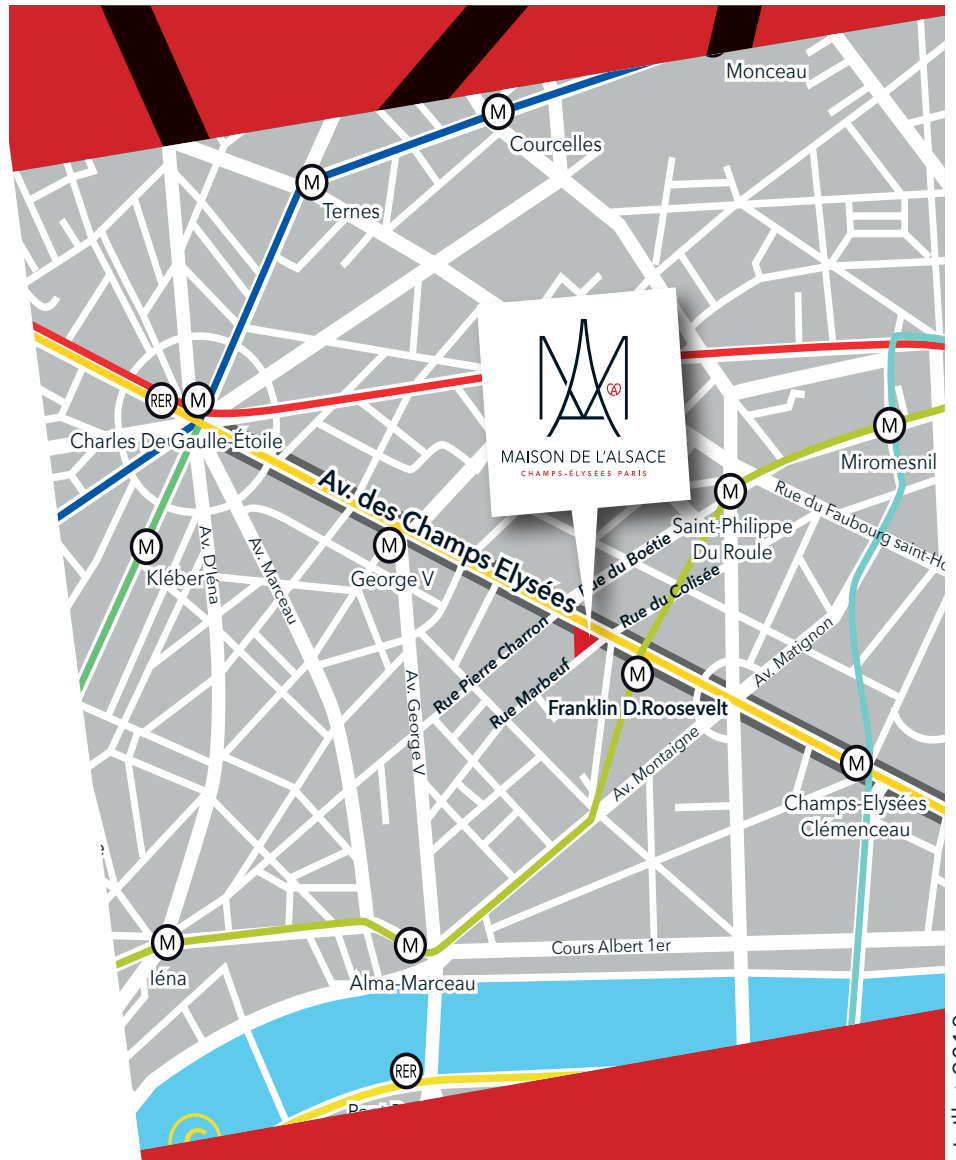 Monceau
M
Courcelles
M
Ternes
MAISON DE L'ALSACE
CHAMPS-ÉLYSÉES PARIS
RER
M
Charles De Gaulle-Étoile
M
Miromesnil
Av. des Champs Elysées
M
Saint-Philippe
Du Roule
Rue du Faubourg saint-Ho
M
Kléber
Av. D'Iéna
Av. Marceau
M
George V
Rue du Boétie
Rue du Colisée
Rue Pierre Charron
Rue Marbeuf
Av. Matignon
M
Franklin D.Roosevelt
Av. George V
Av. Montaigne
M
Champs-Elysées
Clémenceau
M
Iéna
M
Alma-Marceau
Cours Albert 1er
RER
C